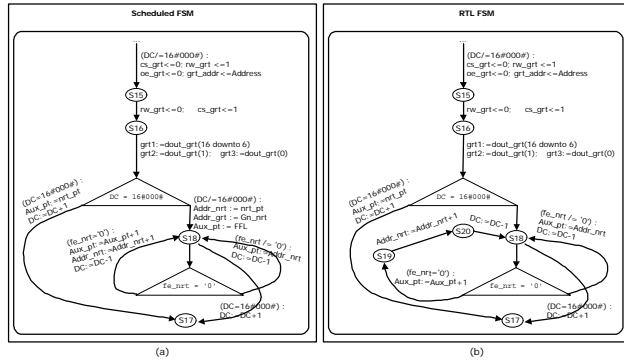 Scheduled FSM
...
(DC/=16#000#) :
cs_grt<=0; rw_grt <=1
oe_grt<=0; grt_addr<=Address
S15
rw_grt<=0; cs_grt<=1
S16
grt1:=dout_grt(16 downto 6)
grt2:=dout_grt(1); grt3:=dout_grt(0)
(DC=16#000#) :
Aux_pt:=nrt_pt
DC:=DC+1
DC = 16#000#
(DC/=16#000#) :
Addr_nrt := nrt_pt
Addr_grt := Gn_nrt
Aux_pt := FFL
(fe_nrt='0') :
Aux_pt:=Aux_pt+1
Addr_nrt:=Addr_nrt+1
DC:=DC-1
S18
(fe_nrt /= '0') :
Aux_pt:=Addr_nrt
DC:=DC-1
fe_nrt = '0'
(DC=16#000#) :
DC:=DC+1
S17
(a)
RTL FSM
...
(DC/=16#000#) :
cs_grt<=0; rw_grt <=1
oe_grt<=0; grt_addr<=Address
S15
rw_grt<=0; cs_grt<=1
S16
grt1:=dout_grt(16 downto 6)
grt2:=dout_grt(1); grt3:=dout_grt(0)
(DC=16#000#) :
Aux_pt:=nrt_pt
DC:=DC+1
DC = 16#000#
Addr_nrt:=Addr_nrt+1
S20
DC:=DC-1
S18
(fe_nrt /= '0') :
Aux_pt:=Addr_nrt
DC:=DC-1
S19
(fe_nrt='0') :
Aux_pt:=Aux_pt+1
fe_nrt = '0'
(DC=16#000#) :
DC:=DC+1
S17
(b)